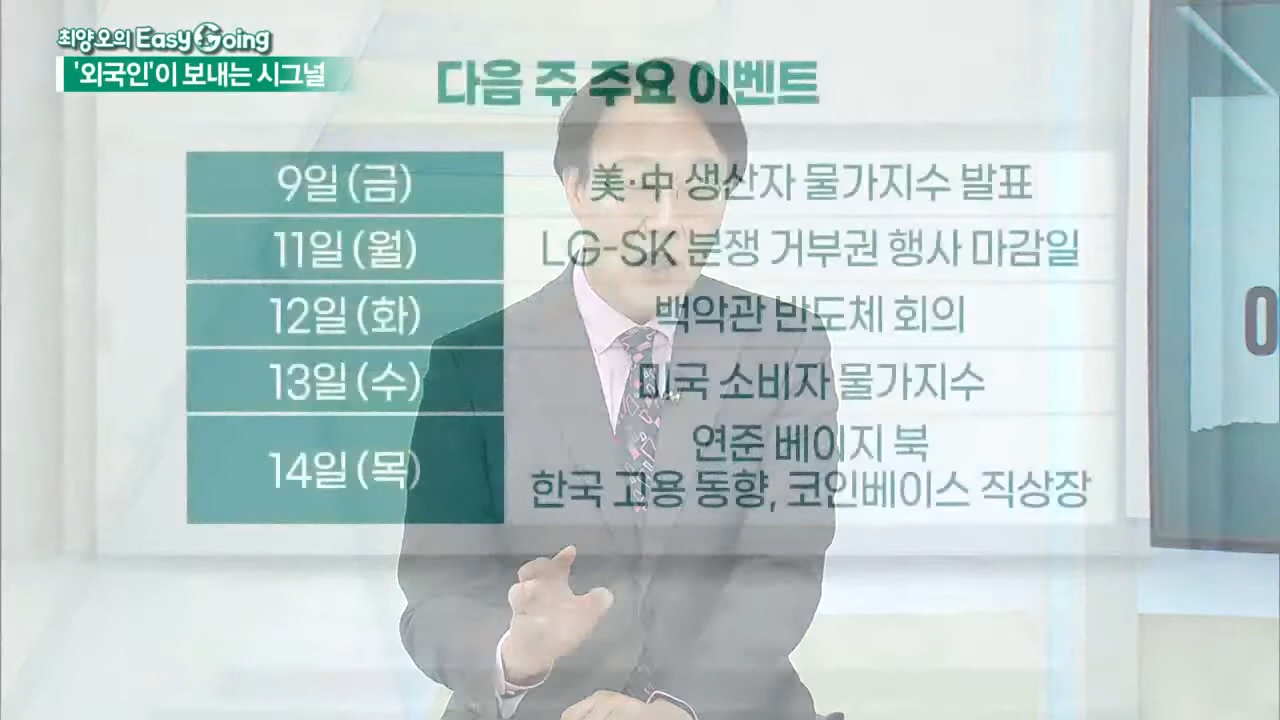 최양오의 Easy Going
'외국인'이 보내는 시그널
다음 주 주요 이벤트
9일 (금) 美·中 생산자 물가지수 발표
11일 (월) LG-SK 분쟁 거부권 행사 마감일
12일 (화) 백악관 반도체 회의
13일 (수) 미국 소비자 물가지수
14일 (목) 연준 베이지 북
한국 고용 동향, 코인베이스 직상장